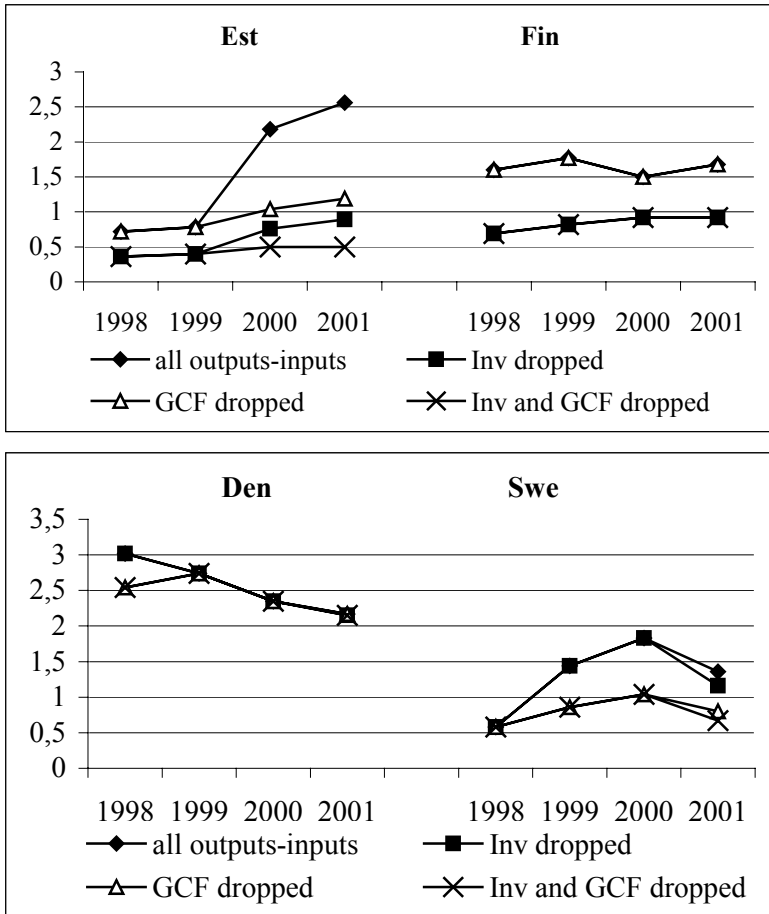 Est Fin
3
2,5
2
1,5
1
0,5
0
1998 1999 2000 2001 1998 1999 2000 2001
all outputs-inputs Inv dropped
GCF dropped Inv and GCF dropped
Den Swe
3,5
3
2,5
2
1,5
1
0,5
0
1998 1999 2000 2001 1998 1999 2000 2001
all outputs-inputs Inv dropped
GCF dropped Inv and GCF dropped